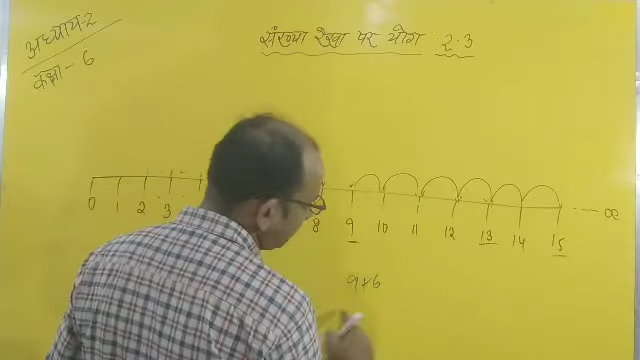 अध्याय-2
कक्षा - 6
संख्या रेखा पर योग 2.3
0 1 2 3 8 9 10 11 12 13 14 15 ... ∞
9+6